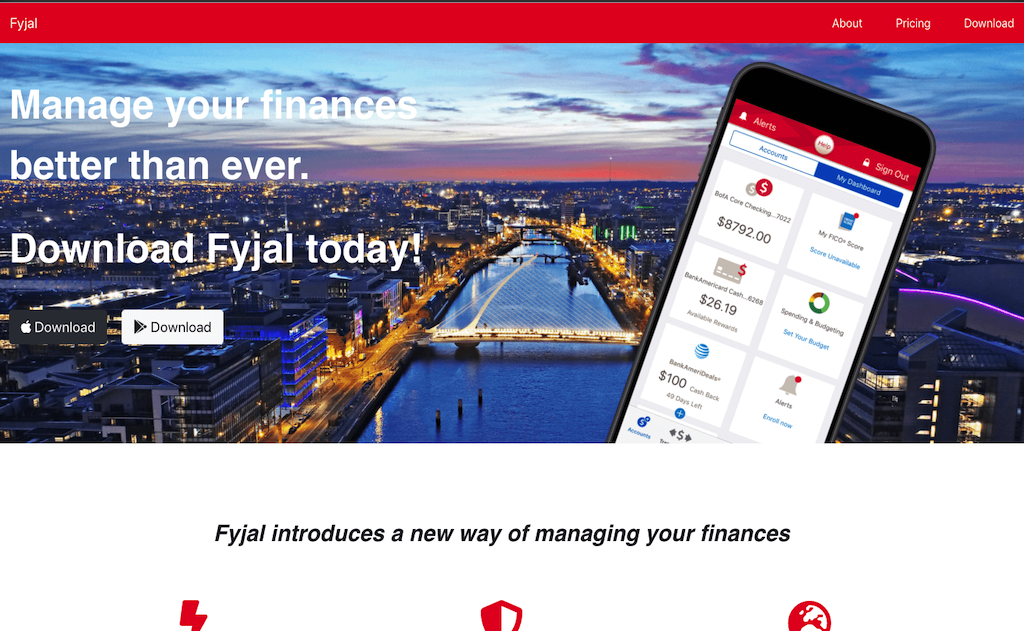 Fyjal
About
Pricing
Download
Manage your finances
better than ever.
Download Fyjal today!
Download
Download
Alerts
Help
Sign Out
Accounts
My Dashboard
BofA Core Checking...7022
$8792.00
My FICO® Score
Score Unavailable
BankAmericard Cash...6268
$26.19
Available Rewards
Spending & Budgeting
Set Your Budget
BankAmeriDeals®
$100 Cash Back
49 Days Left
Alerts
Enroll now
Accounts
Fyjal introduces a new way of managing your finances